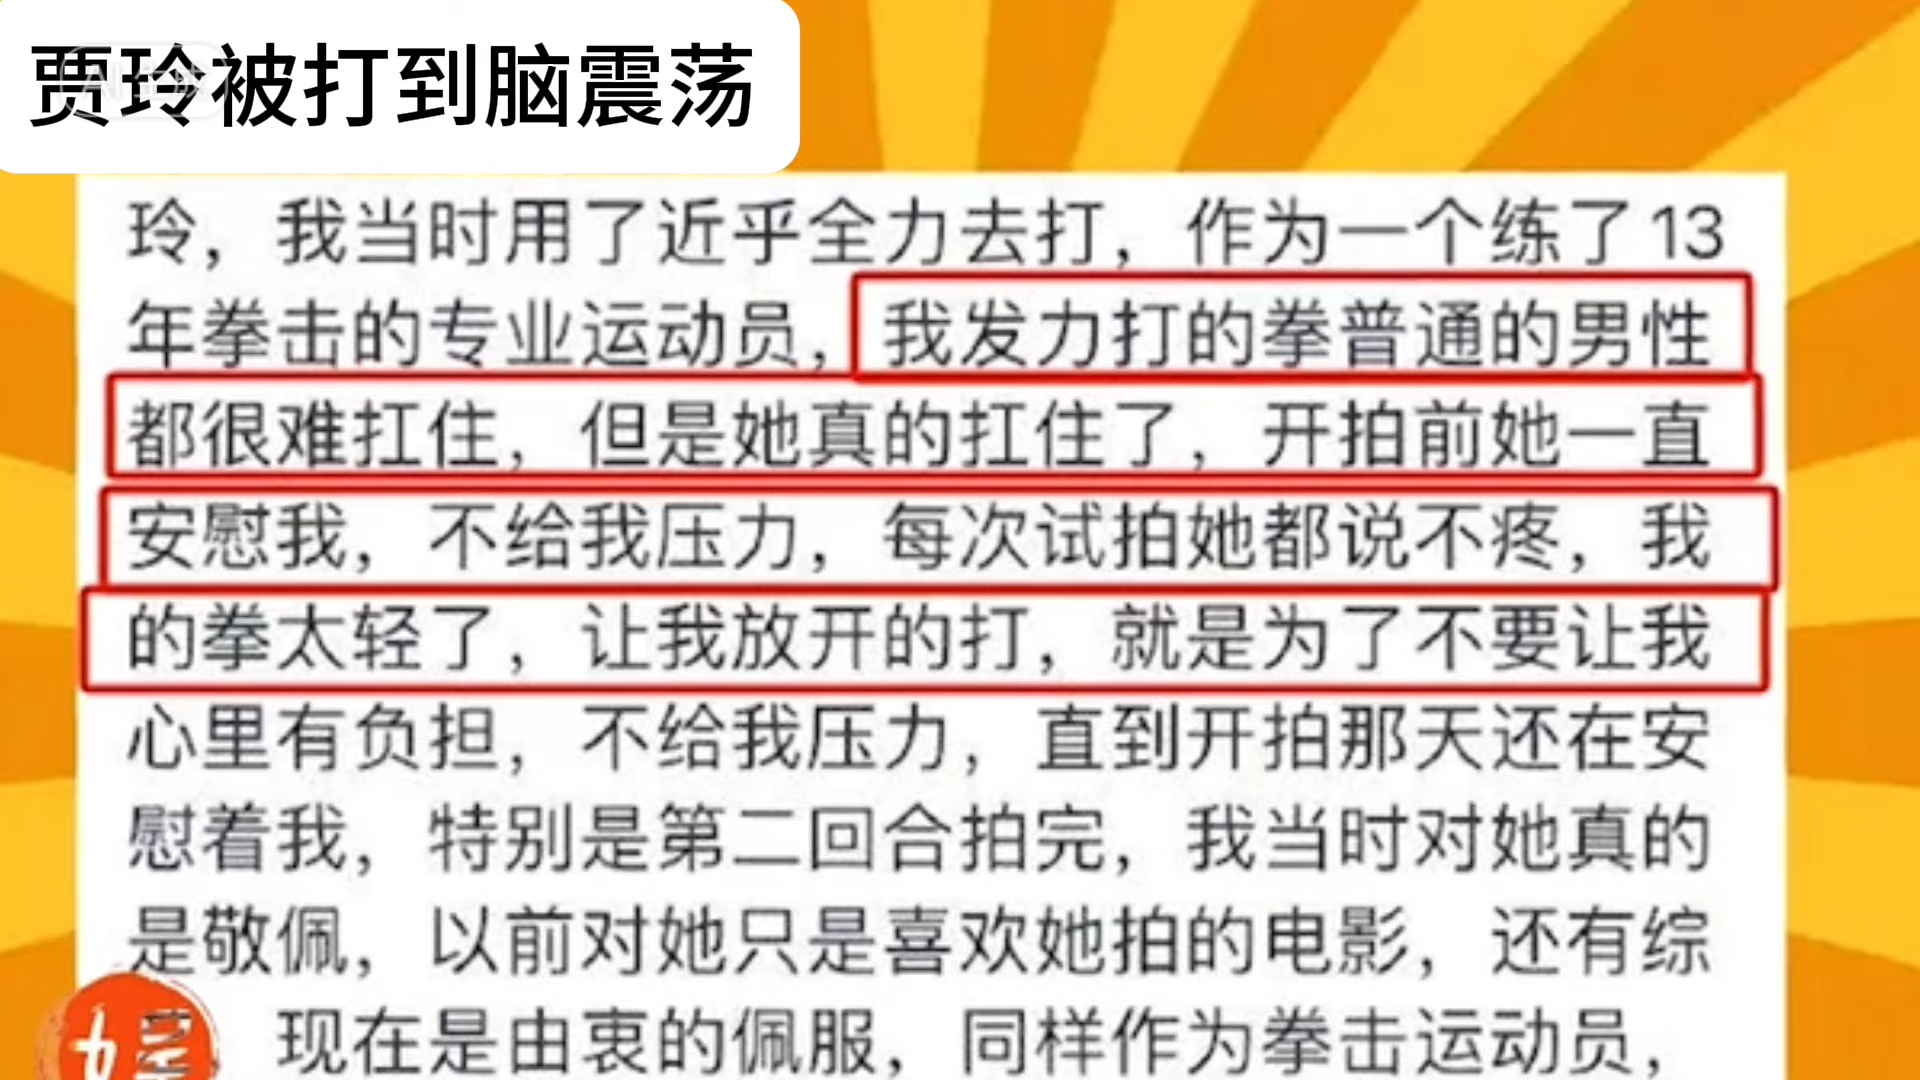 贾玲被打到脑震荡
玲，我当时用了近乎全力去打，作为一个练了13
年拳击的专业运动员，我发力打的拳普通的男性
都很难扛住，但是她真的扛住了，开拍前她一直
安慰我，不给我压力，每次试拍她都说不疼，我
的拳太轻了，让我放开的打，就是为了不要让我
心里有负担，不给我压力，直到开拍那天还在安
慰着我，特别是第二回合拍完，我当时对她真的
是敬佩，以前对她只是喜欢她拍的电影，还有综
现在是由衷的佩服，同样作为拳击运动员，